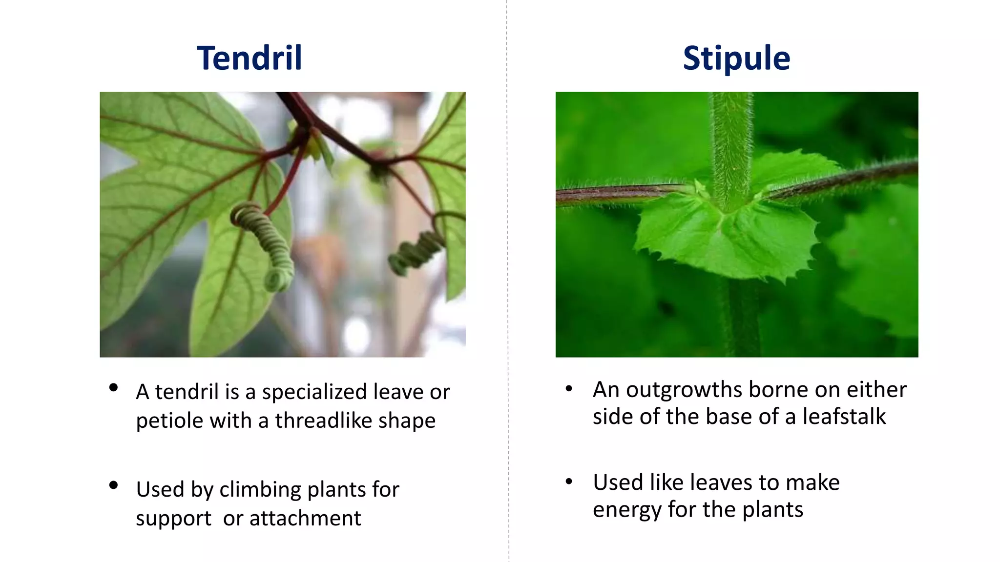 Tendril
• A tendril is a specialized leave or
petiole with a threadlike shape
• Used by climbing plants for
support  or attachment
Stipule
• An outgrowths borne on either
side of the base of a leafstalk
• Used like leaves to make
energy for the plants